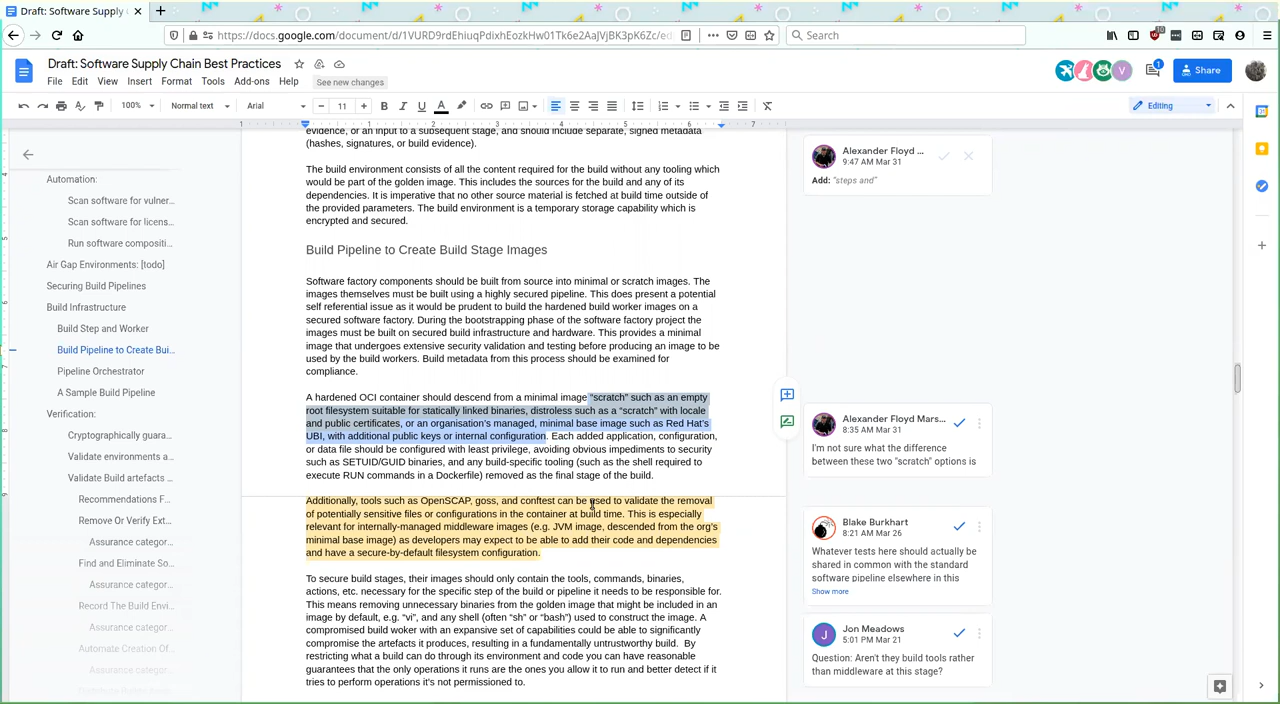 Draft: Software Supply C
https://docs.google.com/document/d/1VURD9rdEhiuqPdixhEozkHw01Tk6e2AaJVjBK3pK6Zc/ed
Search
Draft: Software Supply Chain Best Practices
File Edit View Insert Format Tools Add-ons Help See new changes
1
V
Share
100% Normal text Arial 11 B I U A Editing
1 1 2 3 4 5 6 7
Automation:
Scan software for vulner...
Scan software for licens...
Run software compositi...
Air Gap Environments: [todo]
Securing Build Pipelines
Build Infrastructure
Build Step and Worker
Build Pipeline to Create Bui...
Pipeline Orchestrator
A Sample Build Pipeline
Verification:
Cryptographically guara...
Validate environments a...
Validate Build artefacts ...
Recommendations F...
Remove Or Verify Ext...
Assurance categor...
Find and Eliminate So...
Assurance categor...
Record The Build Envi...
Assurance categor...
Automate Creation Of...
Assurance categor...
evidence, or an input to a subsequent stage, and should include separate, signed metadata
(hashes, signatures, or build evidence).
The build environment consists of all the content required for the build without any tooling which
would be part of the golden image. This includes the sources for the build and any of its
dependencies. It is imperative that no other source material is fetched at build time outside of
the provided parameters. The build environment is a temporary storage capability which is
encrypted and secured.
Build Pipeline to Create Build Stage Images
Software factory components should be built from source into minimal or scratch images. The
images themselves must be built using a highly secured pipeline. This does present a potential
self referential issue as it would be prudent to build the hardened build worker images on a
secured software factory. During the bootstrapping phase of the software factory project the
images must be built on secured build infrastructure and hardware. This provides a minimal
image that undergoes extensive security validation and testing before producing an image to be
used by the build workers. Build metadata from this process should be examined for
compliance.
A hardened OCI container should descend from a minimal image “scratch” such as an empty
root filesystem suitable for statically linked binaries, distroless such as a “scratch” with locale
and public certificates, or an organisation's managed, minimal base image such as Red Hat's
UBI, with additional public keys or internal configuration. Each added application, configuration,
or data file should be configured with least privilege, avoiding obvious impediments to security
such as SETUID/GUID binaries, and any build-specific tooling (such as the shell required to
execute RUN commands in a Dockerfile) removed as the final stage of the build.
Additionally, tools such as OpenSCAP, goss, and conftest can be used to validate the removal
of potentially sensitive files or configurations in the container at build time. This is especially
relevant for internally-managed middleware images (e.g. JVM image, descended from the org's
minimal base image) as developers may expect to be able to add their code and dependencies
and have a secure-by-default filesystem configuration.
To secure build stages, their images should only contain the tools, commands, binaries,
actions, etc. necessary for the specific step of the build or pipeline it needs to be responsible for.
This means removing unnecessary binaries from the golden image that might be included in an
image by default, e.g. “vi”, and any shell (often “sh” or “bash”) used to construct the image. A
compromised build woker with an expansive set of capabilities could be able to significantly
compromise the artefacts it produces, resulting in a fundamentally untrustworthy build. By
restricting what a build can do through its environment and code you can have reasonable
guarantees that the only operations it runs are the ones you allow it to run and better detect if it
tries to perform operations it's not permissioned to.
Alexander Floyd ...
9:47 AM Mar 31
Add: “steps and”
Alexander Floyd Mars...
8:35 AM Mar 31
I'm not sure what the difference
between these two “scratch” options is
Blake Burkhart
8:21 AM Mar 26
Whatever tests here should actually be
shared in common with the standard
software pipeline elsewhere in this
Show more
J
Jon Meadows
5:01 PM Mar 21
Question: Aren't they build tools rather
than middleware at this stage?